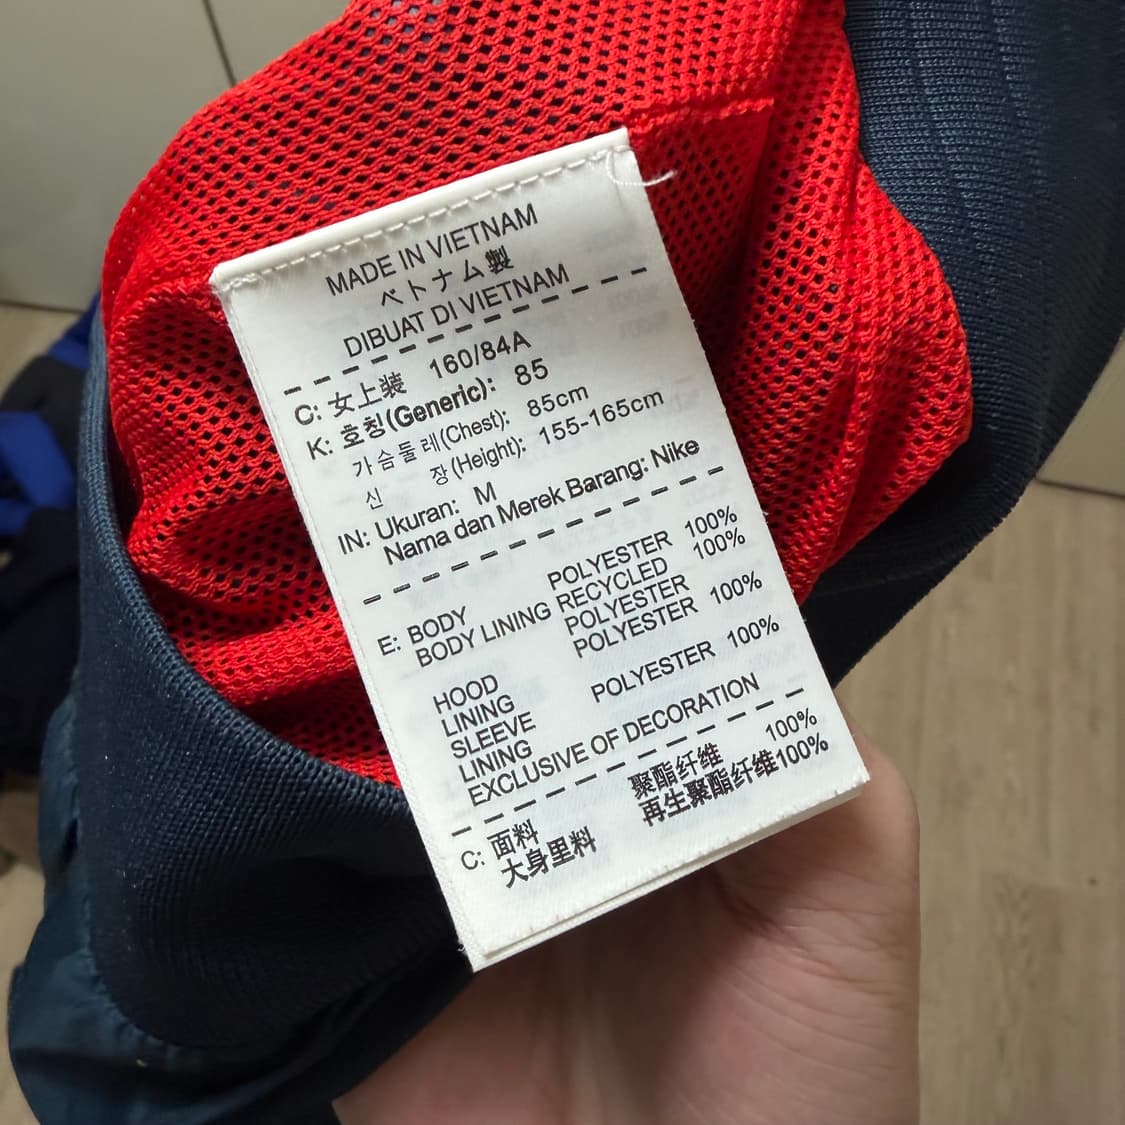 MADE IN VIETNAM
ベトナム製
DIBUAT DI VIETNAM
C: 女上装 160/84A
K: 호칭(Generic): 85
가슴둘레(Chest): 85cm
신 장(Height): 155-165cm
IN: Ukuran: M
Nama dan Merek Barang: Nike
E: BODY POLYESTER 100%
BODY LINING RECYCLED 100%
POLYESTER
HOOD POLYESTER 100%
LINING
SLEEVE POLYESTER 100%
LINING
EXCLUSIVE OF DECORATION
C: 面料 聚酯纤维 100%
大身里料 再生聚酯纤维100%